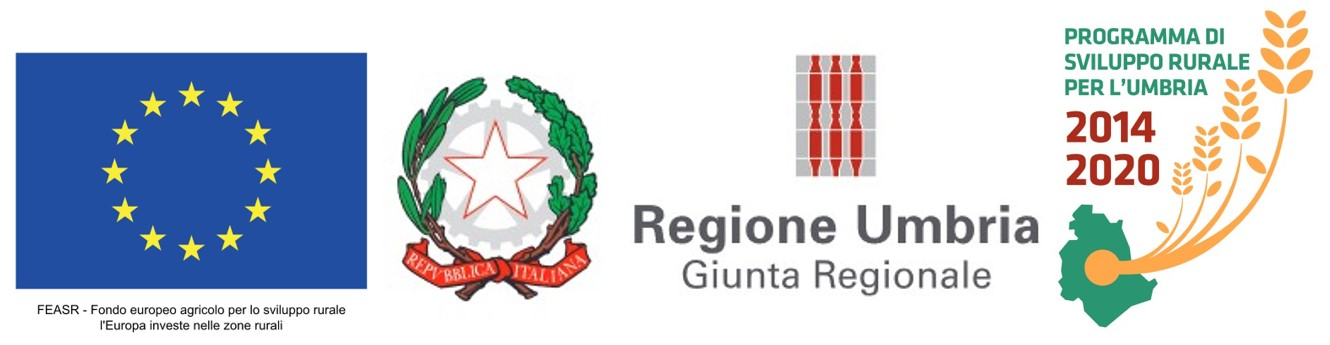 FEASR - Fondo europeo agricolo per lo sviluppo rurale
l'Europa investe nelle zone rurali
REPVBBLICA ITALIANA
Regione Umbria
Giunta Regionale
PROGRAMMA DI
SVILUPPO RURALE
PER L'UMBRIA
2014
2020